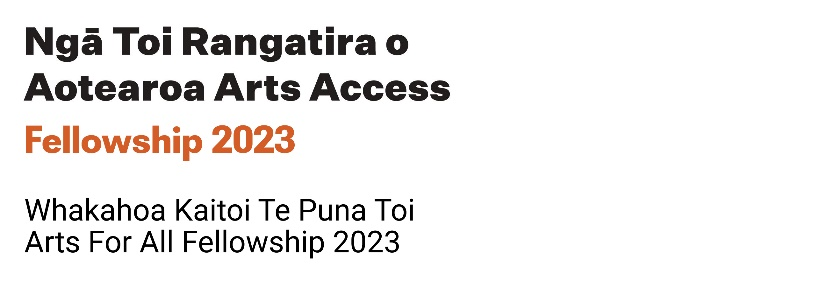 Ngā Toi Rangatira o
Aotearoa Arts Access
Fellowship 2023
Whakahoa Kaitoi Te Puna Toi
Arts For All Fellowship 2023